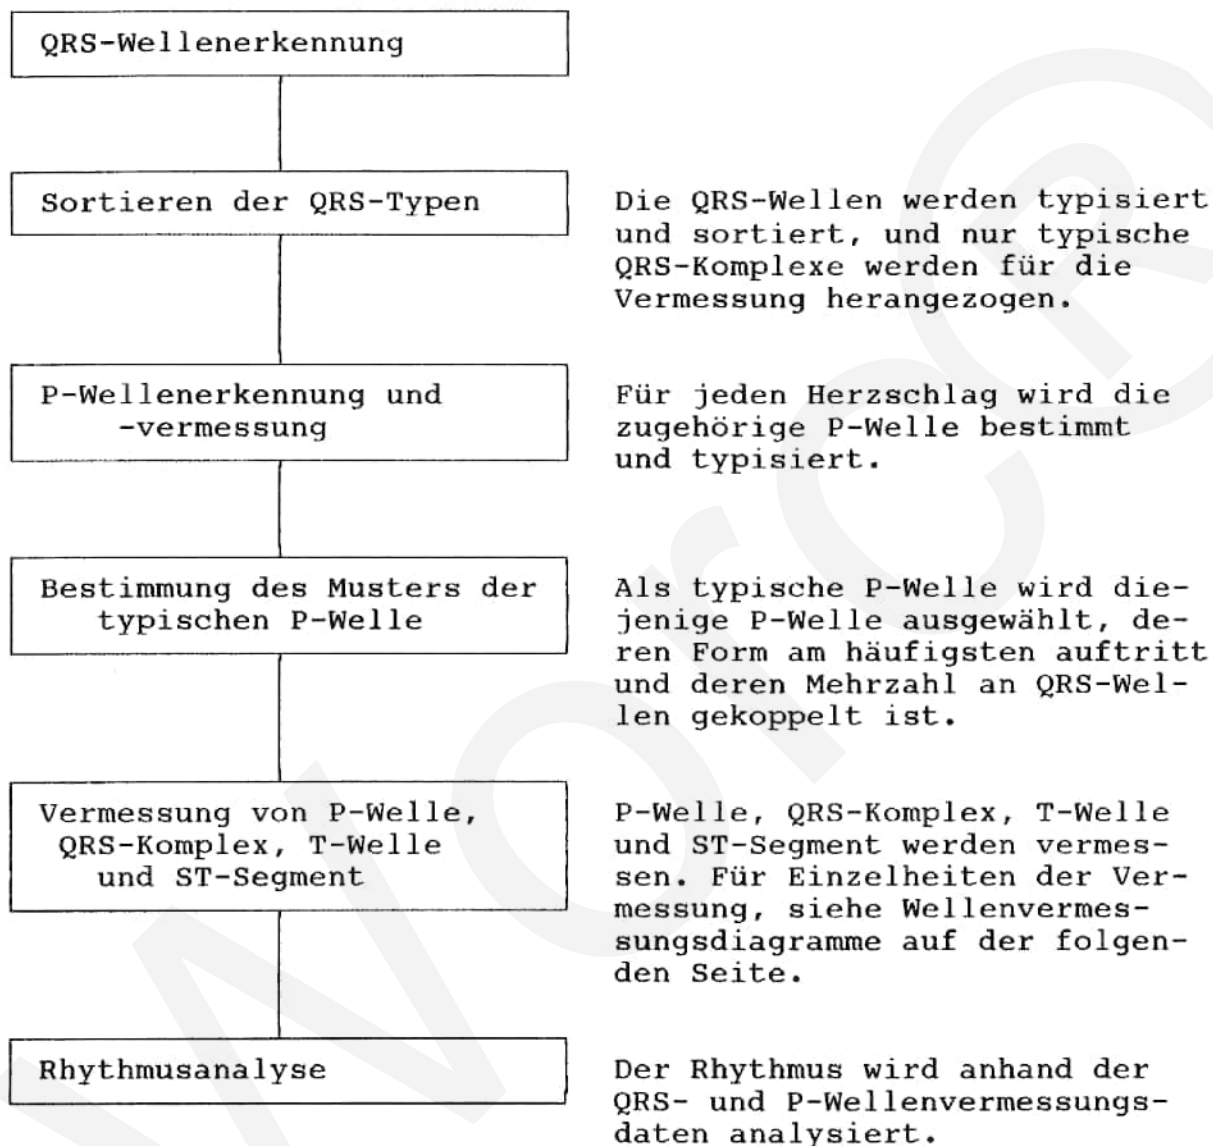 QRS-Wellenerkennung
Sortieren der QRS-Typen
Die QRS-Wellen werden typisiert
und sortiert, und nur typische
QRS-Komplexe werden für die
Vermessung herangezogen.
P-Wellenerkennung und
-vermessung
Für jeden Herzschlag wird die
zugehörige P-Welle bestimmt
und typisiert.
Bestimmung des Musters der
typischen P-Welle
Als typische P-Welle wird die-
jenige P-Welle ausgewählt, de-
ren Form am häufigsten auftritt
und deren Mehrzahl an QRS-Wel-
len gekoppelt ist.
Vermessung von P-Welle,
QRS-Komplex, T-Welle
und ST-Segment
P-Welle, QRS-Komplex, T-Welle
und ST-Segment werden vermes-
sen. Für Einzelheiten der Ver-
messung, siehe Wellenvermes-
sungsdiagramme auf der folgen-
den Seite.
Rhythmusanalyse
Der Rhythmus wird anhand der
QRS- und P-Wellenvermessungs-
daten analysiert.
Worc®